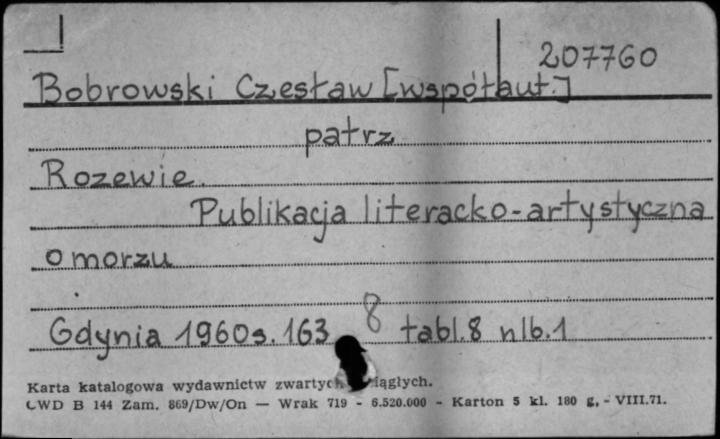 207760
Bobrowski Czesław [współaut.]
patrz
Rozewie.
Publikacja literacko-artystyczna
o morzu
Gdynia 1960 s. 163 8 tabl. 8 nlb. 1
Karta katalogowa wydawnictw zwartych ciągłych.
CWD B 144 Zam. 869/Dw/On — Wrak 719 - 6.520.000 - Karton 5 kl. 180 g. - VIII.71.